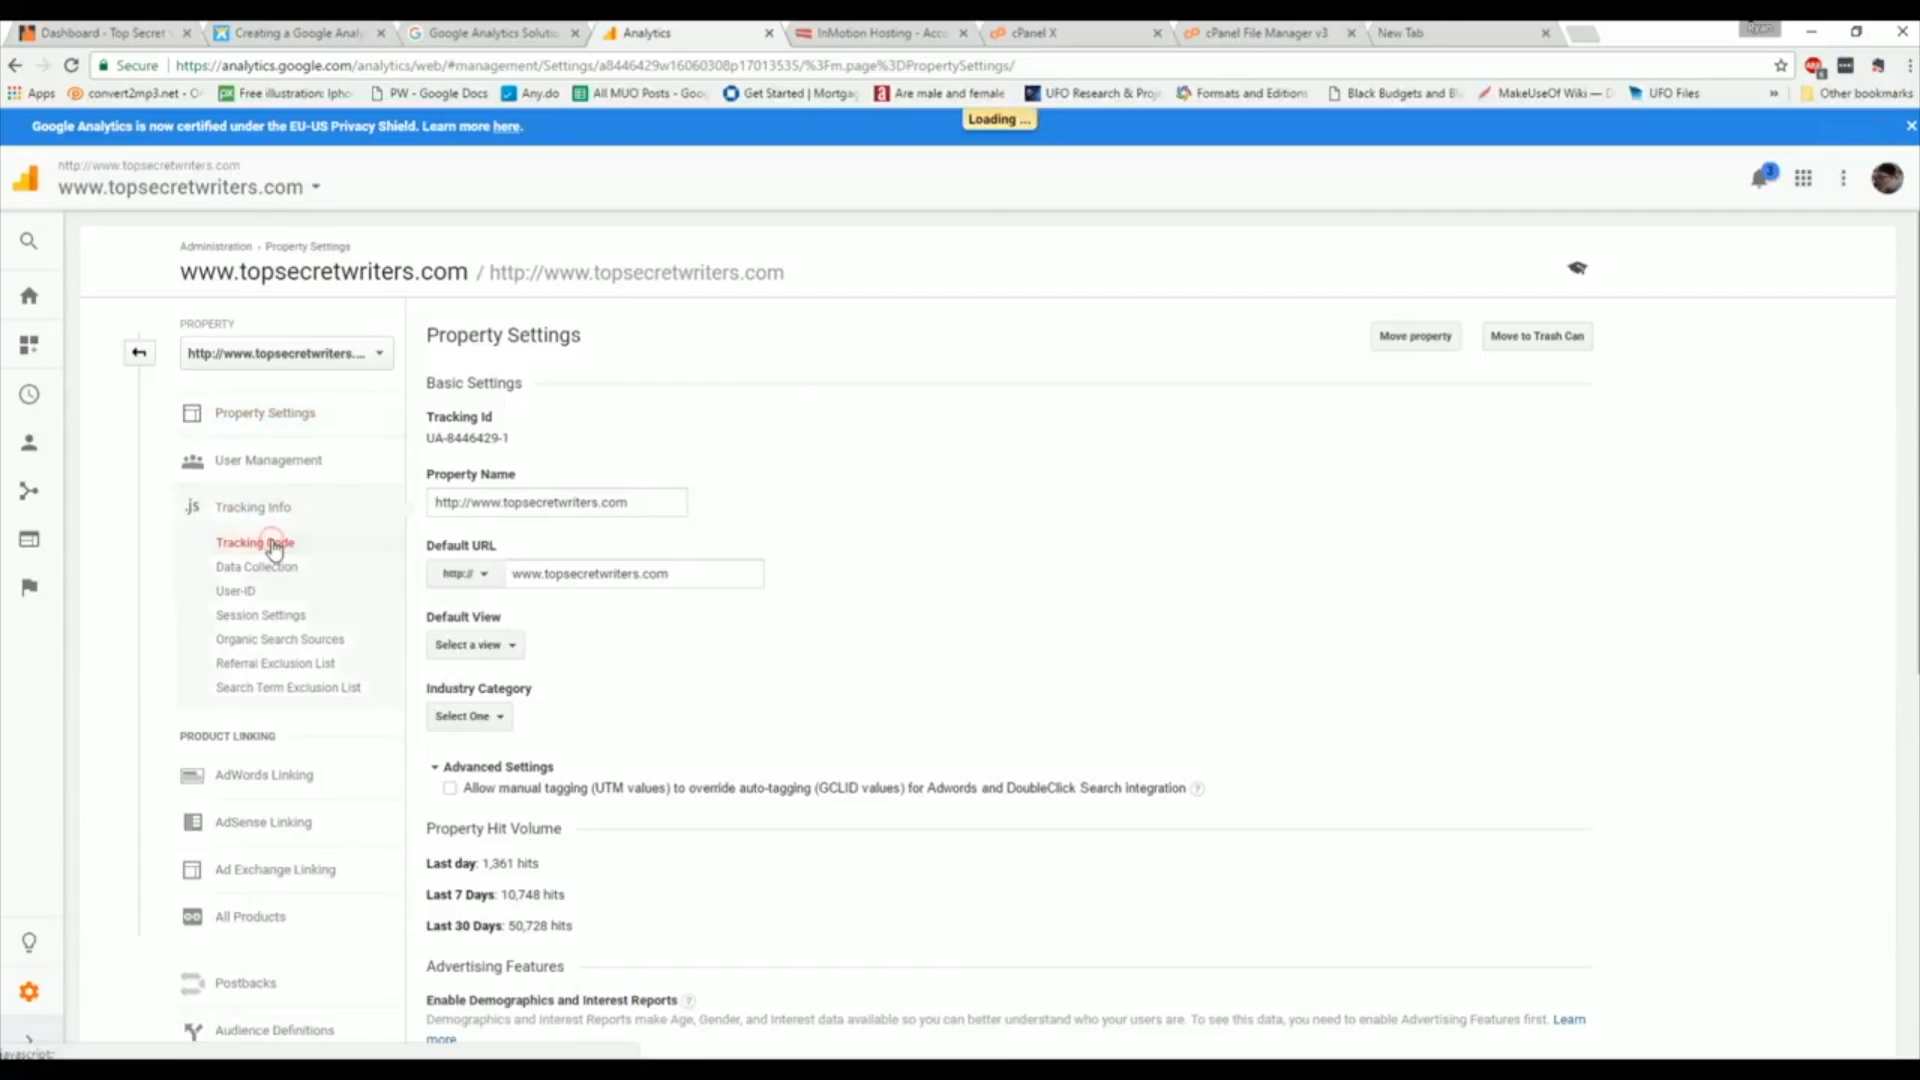 Dashboard - Top Secret
Creating a Google Analy
Google Analytics Solutio
Analytics
InMotion Hosting - Acco
cPanel X
cPanel File Manager v3
New Tab
Ryan
Secure
https://analytics.google.com/analytics/web/#management/Settings/a8446429w16060308p17013535/%3Fm.page%3DPropertySettings/
Apps
convert2mp3.net - O
Free illustration: Ipho
PW - Google Docs
Any.do
All MUO Posts - Goo
Get Started | Mortga
Are male and female
UFO Research & Proj
Formats and Editions
Black Budgets and Bl
MakeUseOf Wiki —
UFO Files
»
Other bookmarks
Google Analytics is now certified under the EU-US Privacy Shield. Learn more here.
Loading ...
http://www.topsecretwriters.com
www.topsecretwriters.com
3
Administration › Property Settings
www.topsecretwriters.com / http://www.topsecretwriters.com
PROPERTY
http://www.topsecretwriters....
Property Settings
User Management
.js Tracking Info
Tracking Code
Data Collection
User-ID
Session Settings
Organic Search Sources
Referral Exclusion List
Search Term Exclusion List
PRODUCT LINKING
AdWords Linking
AdSense Linking
Ad Exchange Linking
All Products
Postbacks
Audience Definitions
Property Settings
Move property
Move to Trash Can
Basic Settings
Tracking Id
UA-8446429-1
Property Name
http://www.topsecretwriters.com
Default URL
http://
www.topsecretwriters.com
Default View
Select a view
Industry Category
Select One
Advanced Settings
Allow manual tagging (UTM values) to override auto-tagging (GCLID values) for Adwords and DoubleClick Search Integration ?
Property Hit Volume
Last day: 1,361 hits
Last 7 Days: 10,748 hits
Last 30 Days: 50,728 hits
Advertising Features
Enable Demographics and Interest Reports ?
Demographics and Interest Reports make Age, Gender, and Interest data available so you can better understand who your users are. To see this data, you need to enable Advertising Features first. Learn
more
javascript: